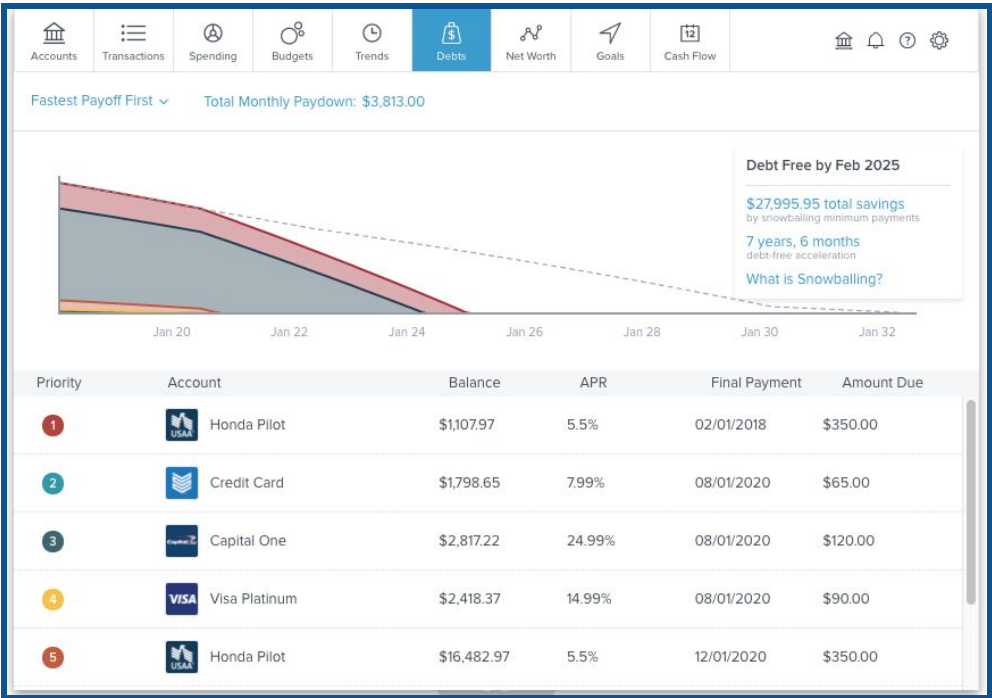 Accounts Transactions Spending Budgets Trends Debts Net Worth Goals 12 Cash Flow
Fastest Payoff First Total Monthly Paydown: $3,813.00
Debt Free by Feb 2025
$27,995.95 total savings
by snowballing minimum payments
7 years, 6 months
debt-free acceleration
What is Snowballing?
Jan 20 Jan 22 Jan 24 Jan 26 Jan 28 Jan 30 Jan 32
Priority Account Balance APR Final Payment Amount Due
1 USAA Honda Pilot $1,107.97 5.5% 02/01/2018 $350.00
2 Credit Card $1,798.65 7.99% 08/01/2020 $65.00
3 Capital One Capital One $2,817.22 24.99% 08/01/2020 $120.00
4 VISA Visa Platinum $2,418.37 14.99% 08/01/2020 $90.00
5 USAA Honda Pilot $16,482.97 5.5% 12/01/2020 $350.00